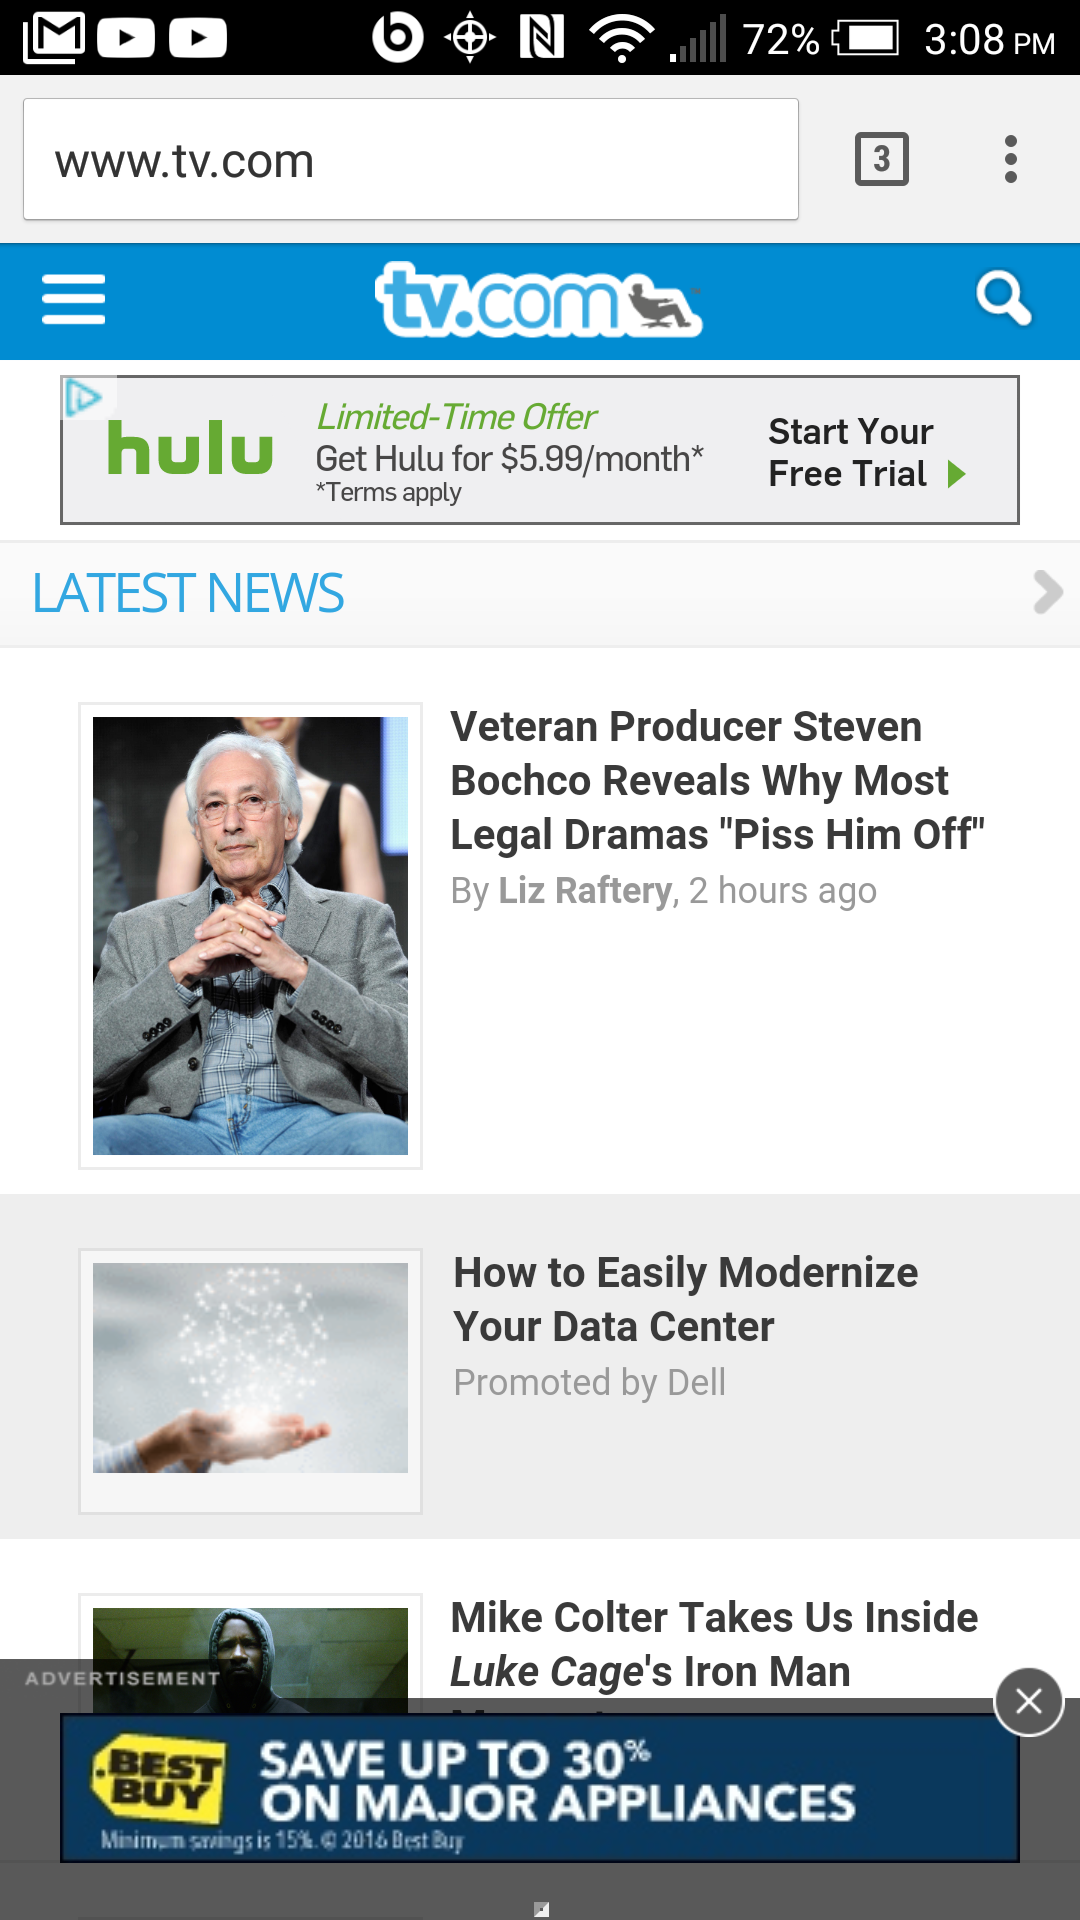 72% 3:08 PM
www.tv.com
3
tv.com
hulu
Limited-Time Offer
Get Hulu for $5.99/month*
*Terms apply
Start Your
Free Trial
LATEST NEWS
Veteran Producer Steven
Bochco Reveals Why Most
Legal Dramas "Piss Him Off"
By Liz Raftery, 2 hours ago
How to Easily Modernize
Your Data Center
Promoted by Dell
Mike Colter Takes Us Inside
Luke Cage's Iron Man
ADVERTISEMENT
BEST
BUY
SAVE UP TO 30%
ON MAJOR APPLIANCES
Minimum savings is 15%. © 2016 Best Buy